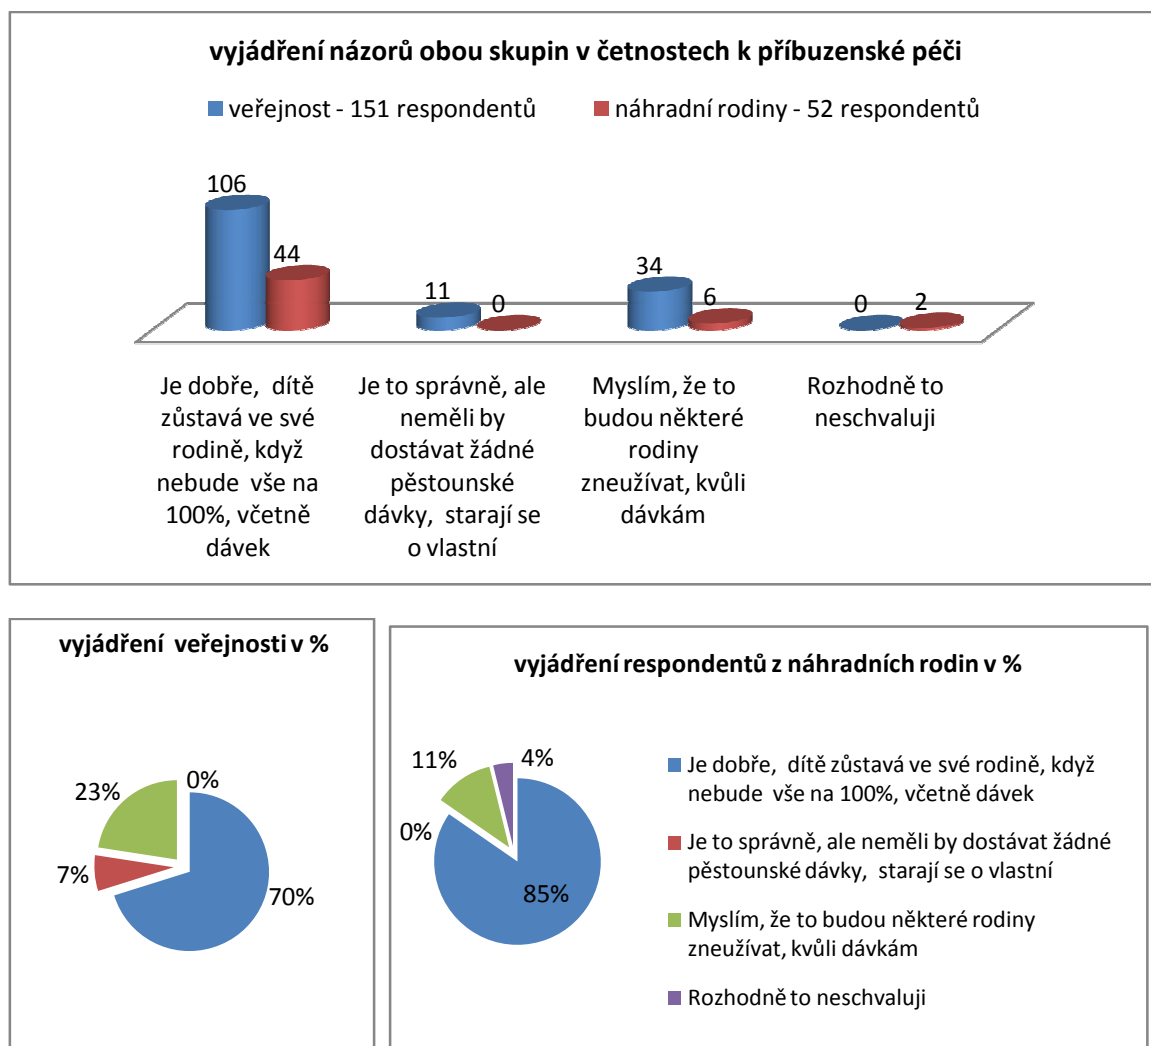 vyjádření názorů obou skupin v četnostech k příbuzenské péči
veřejnost - 151 respondentů náhradní rodiny - 52 respondentů
106
44
11
0
34
6
0
2
Je dobře, dítě
zůstavá ve své
rodině, když
nebude vše na
100%, včetně
dávek
Je to správně, ale
neměli by
dostávat žádné
pěstounské
dávky, starají se
o vlastní
Myslím, že to
budou některé
rodiny
zneužívat, kvůli
dávkám
Rozhodně to
neschvaluji
vyjádření veřejnosti v %
0%
23%
7%
70%
vyjádření respondentů z náhradních rodin v %
11%
4%
0%
85%
Je dobře, dítě zůstavá ve své rodině, když
nebude vše na 100%, včetně dávek
Je to správně, ale neměli by dostávat žádné
pěstounské dávky, starají se o vlastní
Myslím, že to budou některé rodiny
zneužívat, kvůli dávkám
Rozhodně to neschvaluji